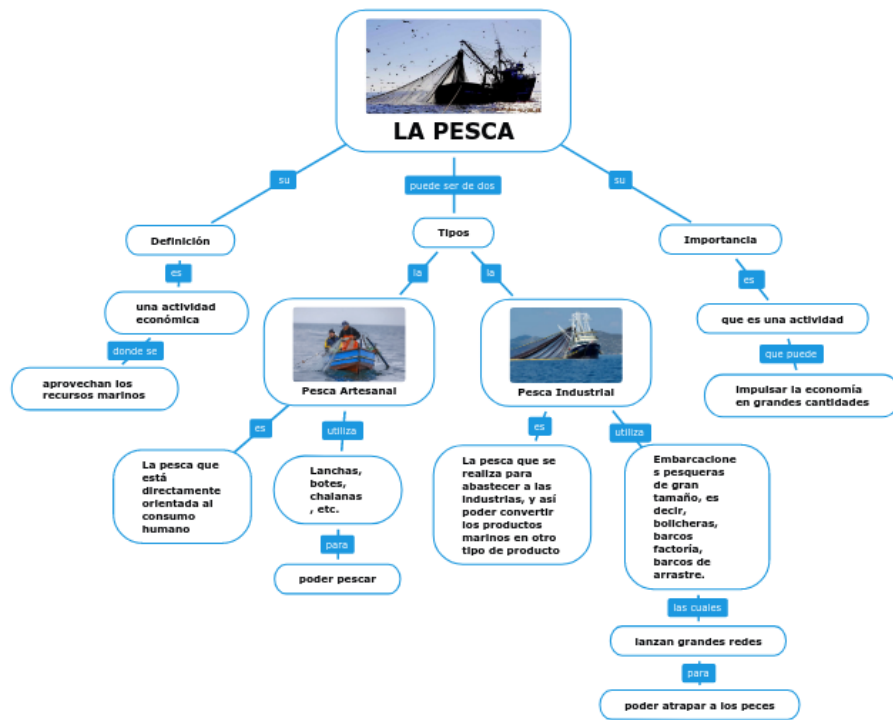 LA PESCA
su
puede ser de dos
su
Definición
Tipos
Importancia
es
la
la
es
una actividad
económica
donde se
aprovechan los
recursos marinos
Pesca Artesanal
Pesca Industrial
que es una actividad
que puede
impulsar la economía
en grandes cantidades
es
utiliza
es
utiliza
La pesca que
está
directamente
orientada al
consumo
humano
Lanchas,
botes,
chalanas
, etc.
para
poder pescar
La pesca que se
realiza para
abastecer a las
industrias, y así
poder convertir
los productos
marinos en otro
tipo de producto
Embarcacione
s pesqueras
de gran
tamaño, es
decir,
bolicheras,
barcos
factoría,
barcos de
arrastre.
las cuales
lanzan grandes redes
para
poder atrapar a los peces